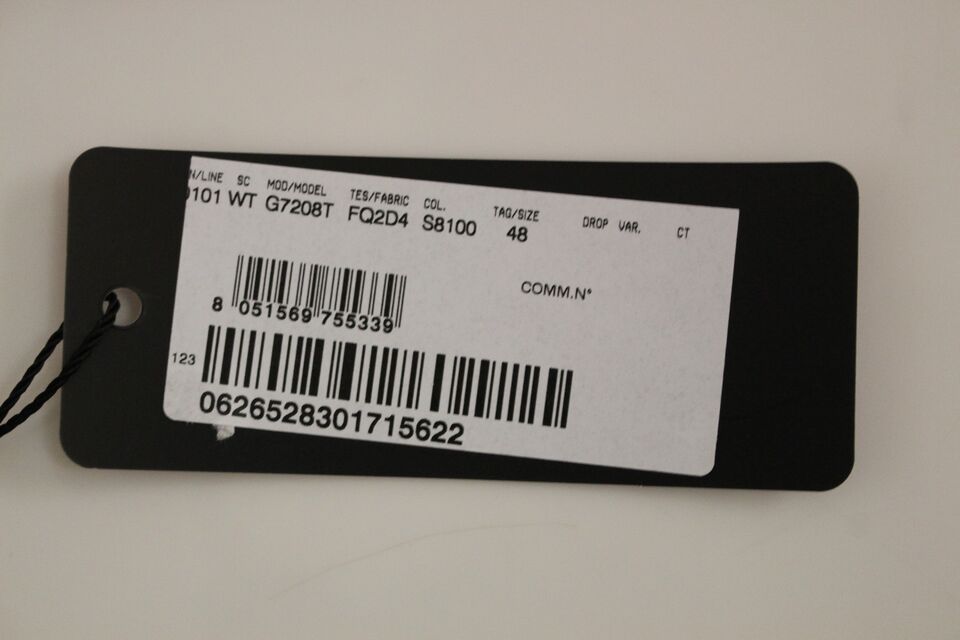 N/LINE SC MOD/MODEL TES/FABRIC COL. TAG/SIZE DROP VAR. CT
101 WT G7208T FQ2D4 S8100 48
COMM.N°
8 051569 755339
123
0626528301715622